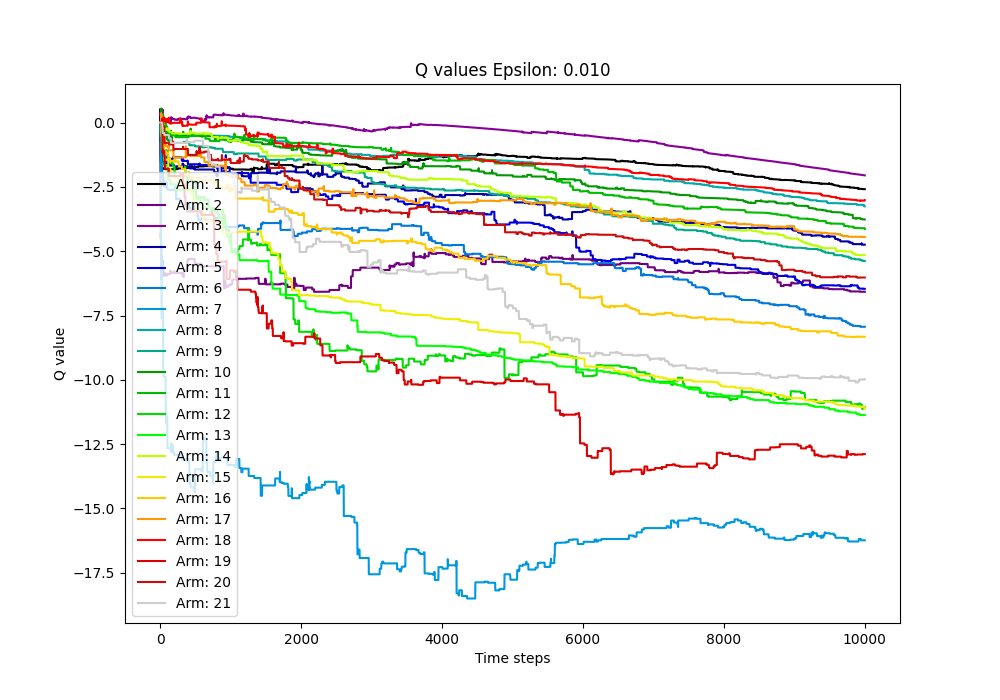 Q values Epsilon: 0.010
Q value
0.0
−2.5
−5.0
−7.5
−10.0
−12.5
−15.0
−17.5
Arm: 1
Arm: 2
Arm: 3
Arm: 4
Arm: 5
Arm: 6
Arm: 7
Arm: 8
Arm: 9
Arm: 10
Arm: 11
Arm: 12
Arm: 13
Arm: 14
Arm: 15
Arm: 16
Arm: 17
Arm: 18
Arm: 19
Arm: 20
Arm: 21
0 2000 4000 6000 8000 10000
Time steps